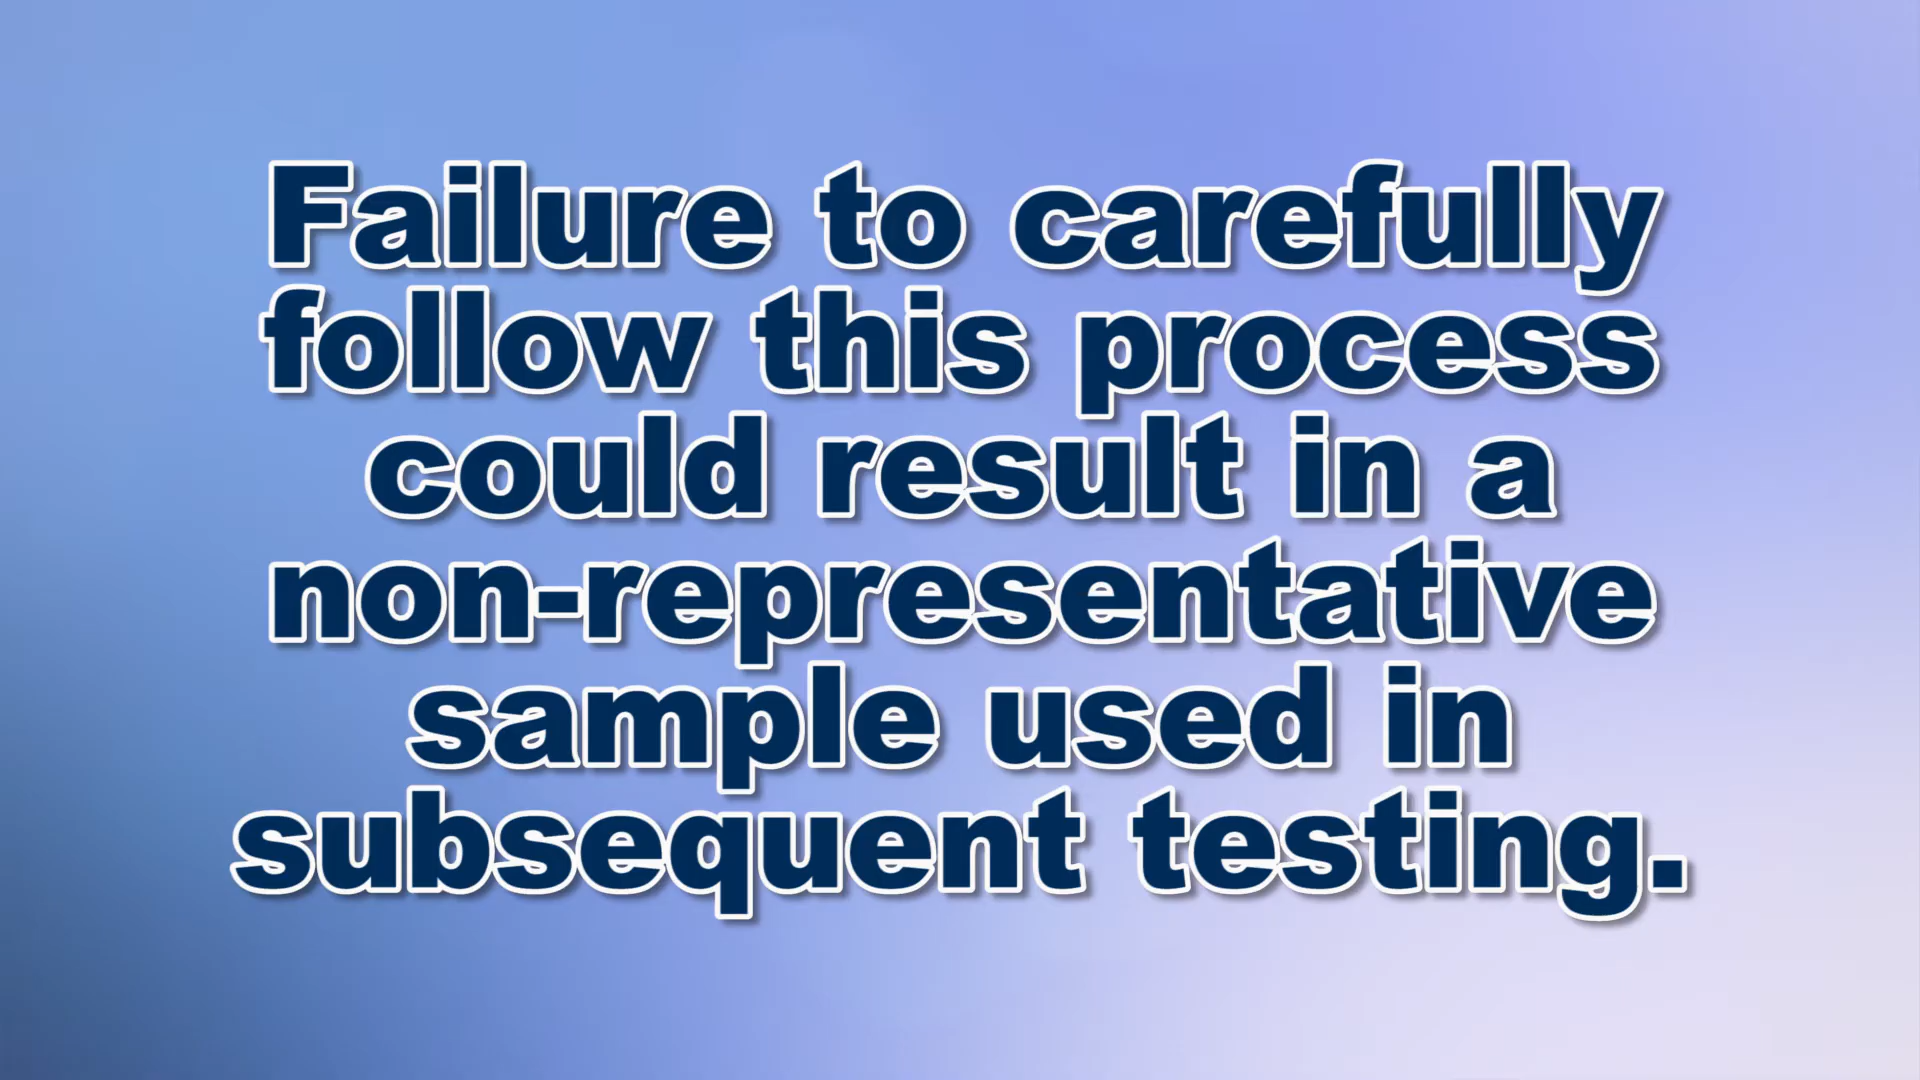 Failure to carefully
follow this process
could result in a
non-representative
sample used in
subsequent testing.